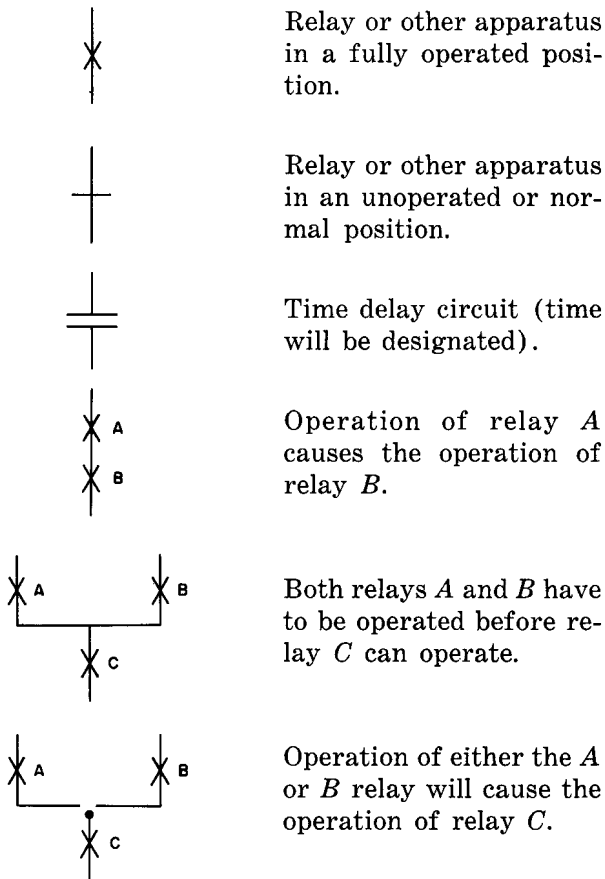 Relay or other apparatus
in a fully operated posi-
tion.
Relay or other apparatus
in an unoperated or nor-
mal position.
Time delay circuit (time
will be designated).
A
B
Operation of relay A
causes the operation of
relay B.
A
B
C
Both relays A and B have
to be operated before re-
lay C can operate.
A
B
C
Operation of either the A
or B relay will cause the
operation of relay C.